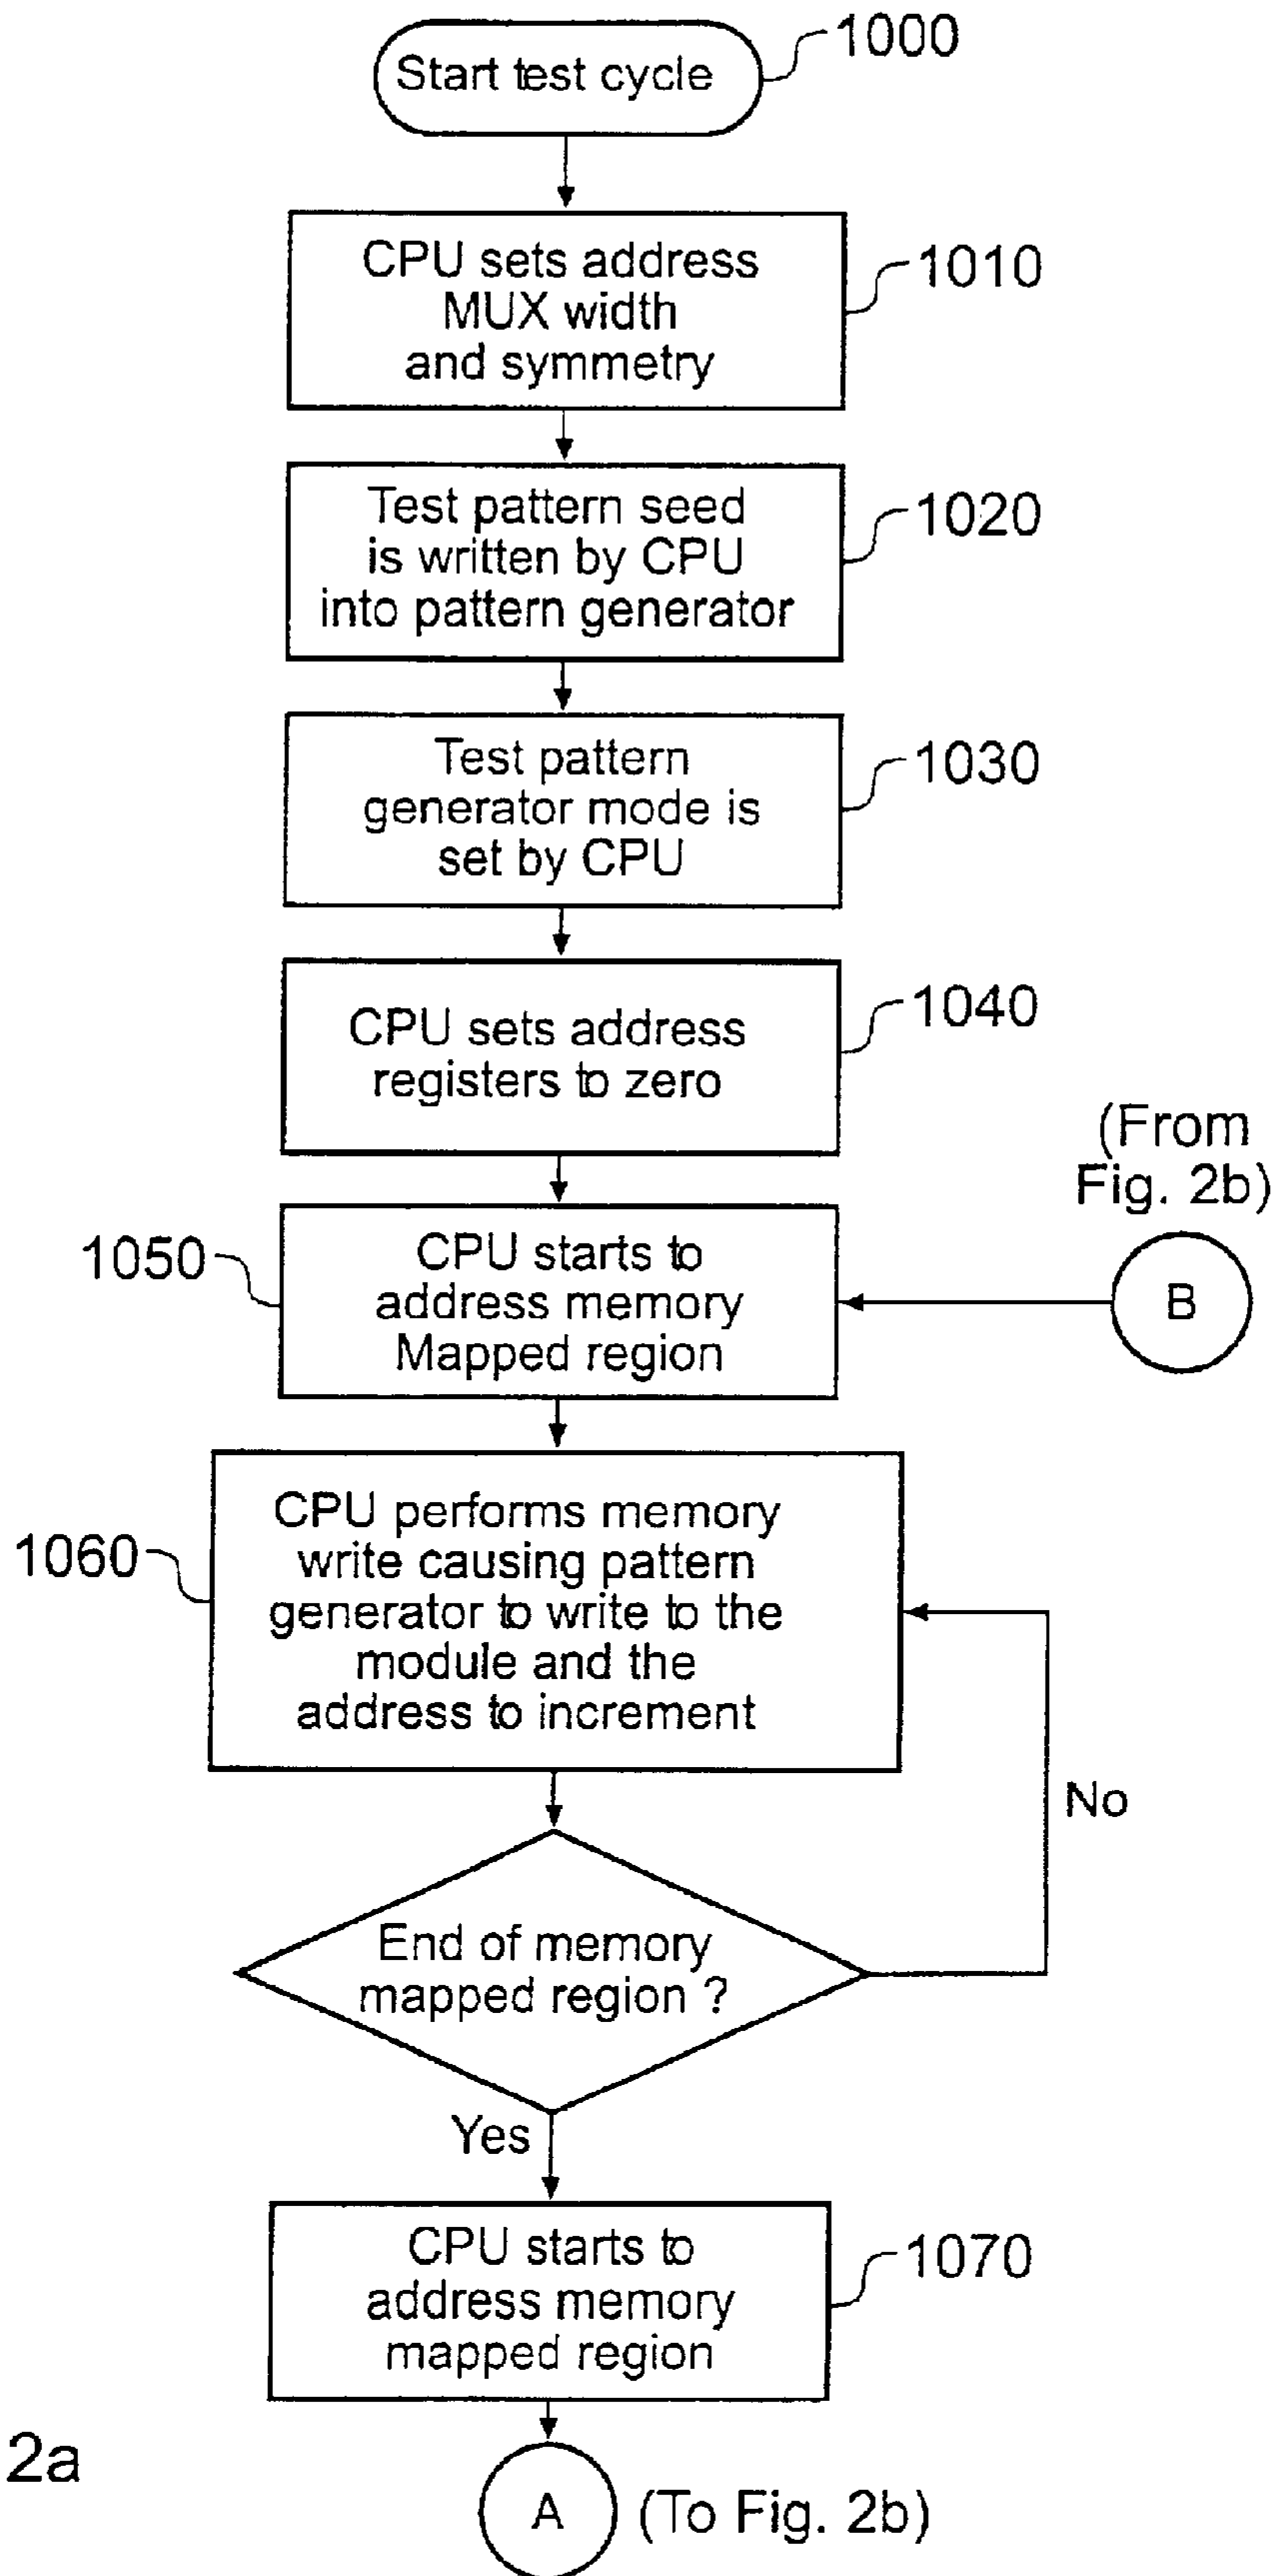 Start test cycle
1000
CPU sets address
MUX width
and symmetry
1010
Test pattern seed
is written by CPU
into pattern generator
1020
Test pattern
generator mode is
set by CPU
1030
CPU sets address
registers to zero
1040
(From
Fig. 2b)
B
1050
CPU starts to
address memory
Mapped region
1060
CPU performs memory
write causing pattern
generator to write to the
module and the
address to increment
No
End of memory
mapped region ?
Yes
CPU starts to
address memory
mapped region
1070
2a
A
(To Fig. 2b)